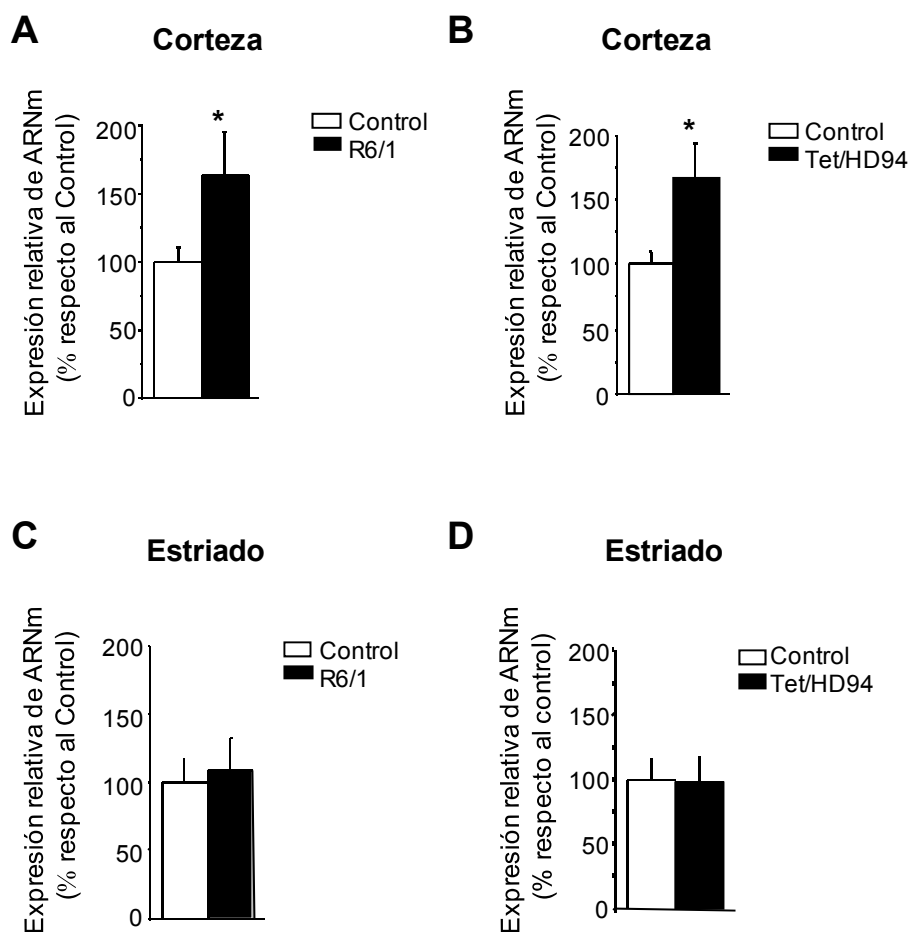 A
Corteza
Expresión relativa de ARNm
(% respecto al Control)
200
150
100
50
0
*
Control
R6/1
B
Corteza
Expresión relativa de ARNm
(% respecto al Control)
200
150
100
50
0
*
Control
Tet/HD94
C
Estriado
Expresión relativa de ARNm
(% respecto al Control)
200
150
100
50
0
Control
R6/1
D
Estriado
Expresión relativa de ARNm
(% respecto al control)
200
150
100
50
0
Control
Tet/HD94